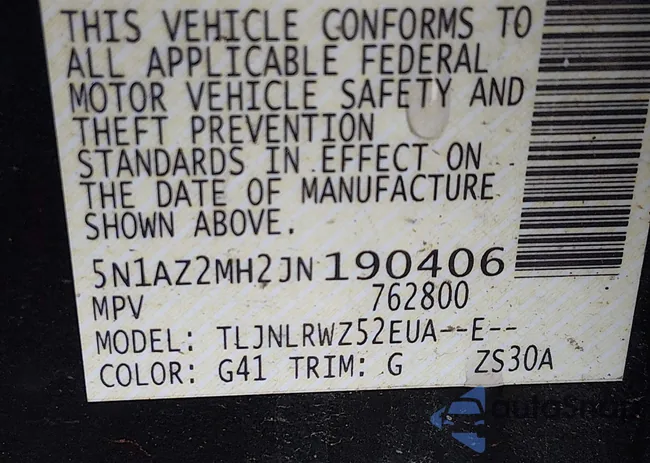 THIS VEHICLE CONFORMS TO
ALL APPLICABLE FEDERAL
MOTOR VEHICLE SAFETY AND
THEFT PREVENTION
STANDARDS IN EFFECT ON
THE DATE OF MANUFACTURE
SHOWN ABOVE.
5N1AZ2MH2JN190406
MPV 762800
MODEL: TLJNLRWZ52EUA--E--
COLOR: G41 TRIM: G ZS30A
autoSnap